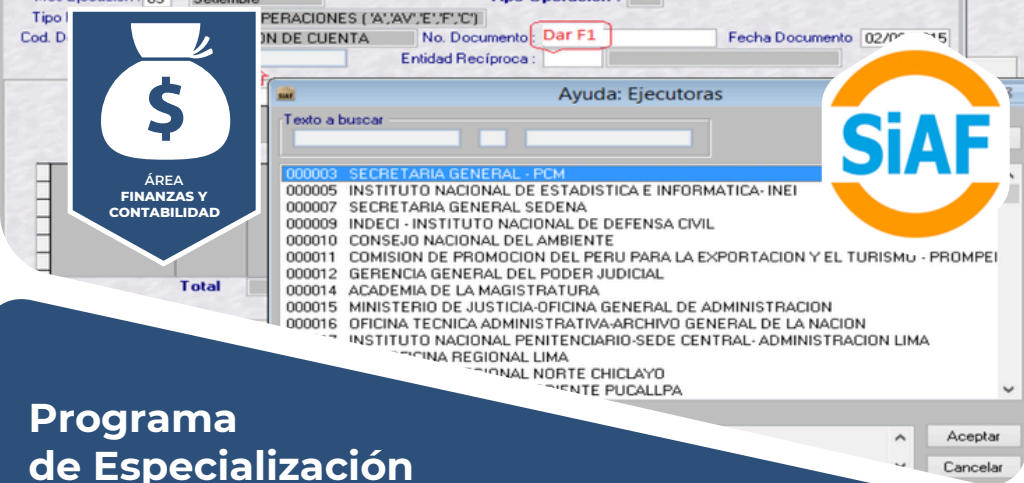 Setiembre
PERACIONES ( 'A','AV','E','F','C')
No. Documento : Dar F1
Fecha Documento
ON DE CUENTA
Entidad Recíproca :
SiAF
Ayuda: Ejecutoras
Texto a buscar
SiAF
ÁREA
FINANZAS Y
CONTABILIDAD
000003 SECRETARIA GENERAL - PCM
000005 INSTITUTO NACIONAL DE ESTADISTICA E INFORMATICA- INEI
000007 SECRETARIA GENERAL SEDENA
000009 INDECI - INSTITUTO NACIONAL DE DEFENSA CIVIL
000010 CONSEJO NACIONAL DEL AMBIENTE
000011 COMISION DE PROMOCION DEL PERU PARA LA EXPORTACION Y EL TURISMO - PROMPEI
000012 GERENCIA GENERAL DEL PODER JUDICIAL
000014 ACADEMIA DE LA MAGISTRATURA
000015 MINISTERIO DE JUSTICIA-OFICINA GENERAL DE ADMINISTRACION
000016 OFICINA TECNICA ADMINISTRATIVA-ARCHIVO GENERAL DE LA NACION
INSTITUTO NACIONAL PENITENCIARIO-SEDE CENTRAL- ADMINISTRACION LIMA
REGIONAL LIMA
NORTE CHICLAYO
PUCALLPA
Total
Aceptar
Cancelar
Programa
de Especialización